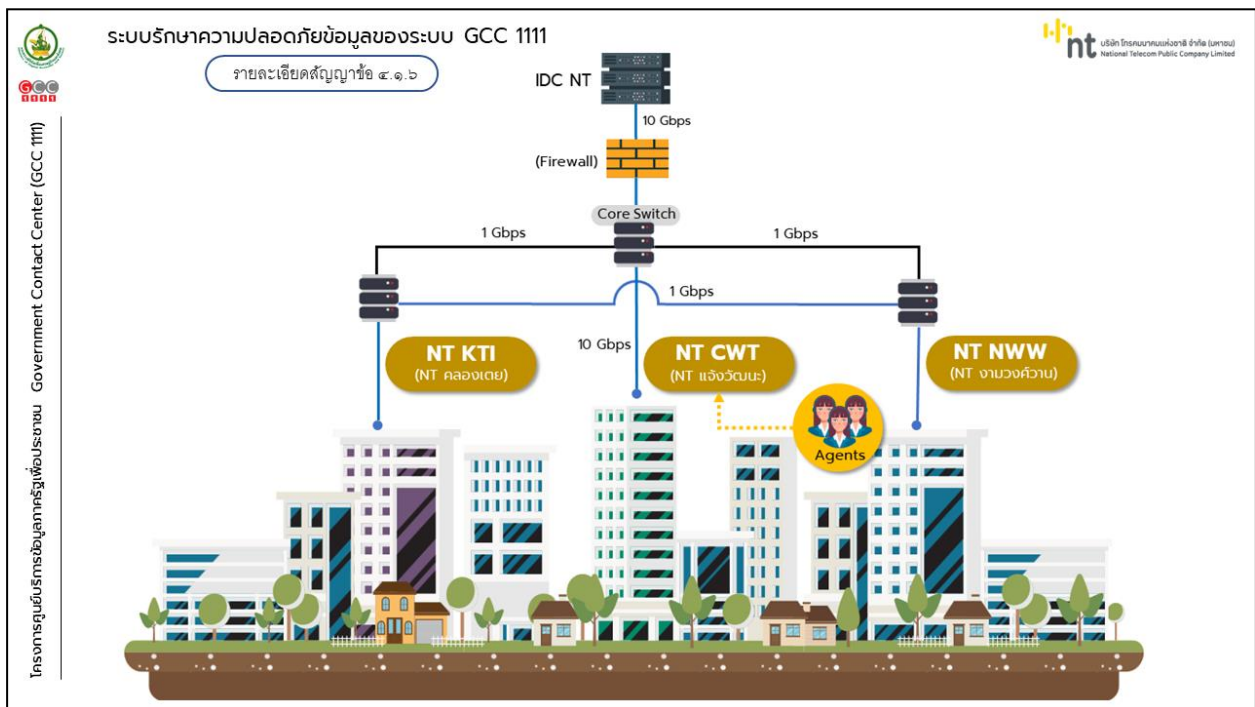 ระบบรักษาความปลอดภัยข้อมูลของระบบ GCC 1111
รายละเอียดสัญญาข้อ ๔.๑.๖
nt บริษัท โทรคมนาคมแห่งชาติ จำกัด (มหาชน)
National Telecom Public Company Limited
GCC
1111
โครงการศูนย์บริการข้อมูลภาครัฐเพื่อประชาชน Government Contact Center (GCC 1111)
IDC NT
10 Gbps
(Firewall)
Core Switch
1 Gbps
1 Gbps
1 Gbps
10 Gbps
NT KTI
(NT คลองเตย)
NT CWT
(NT แจ้งวัฒนะ)
NT NWW
(NT งามวงศ์วาน)
Agents